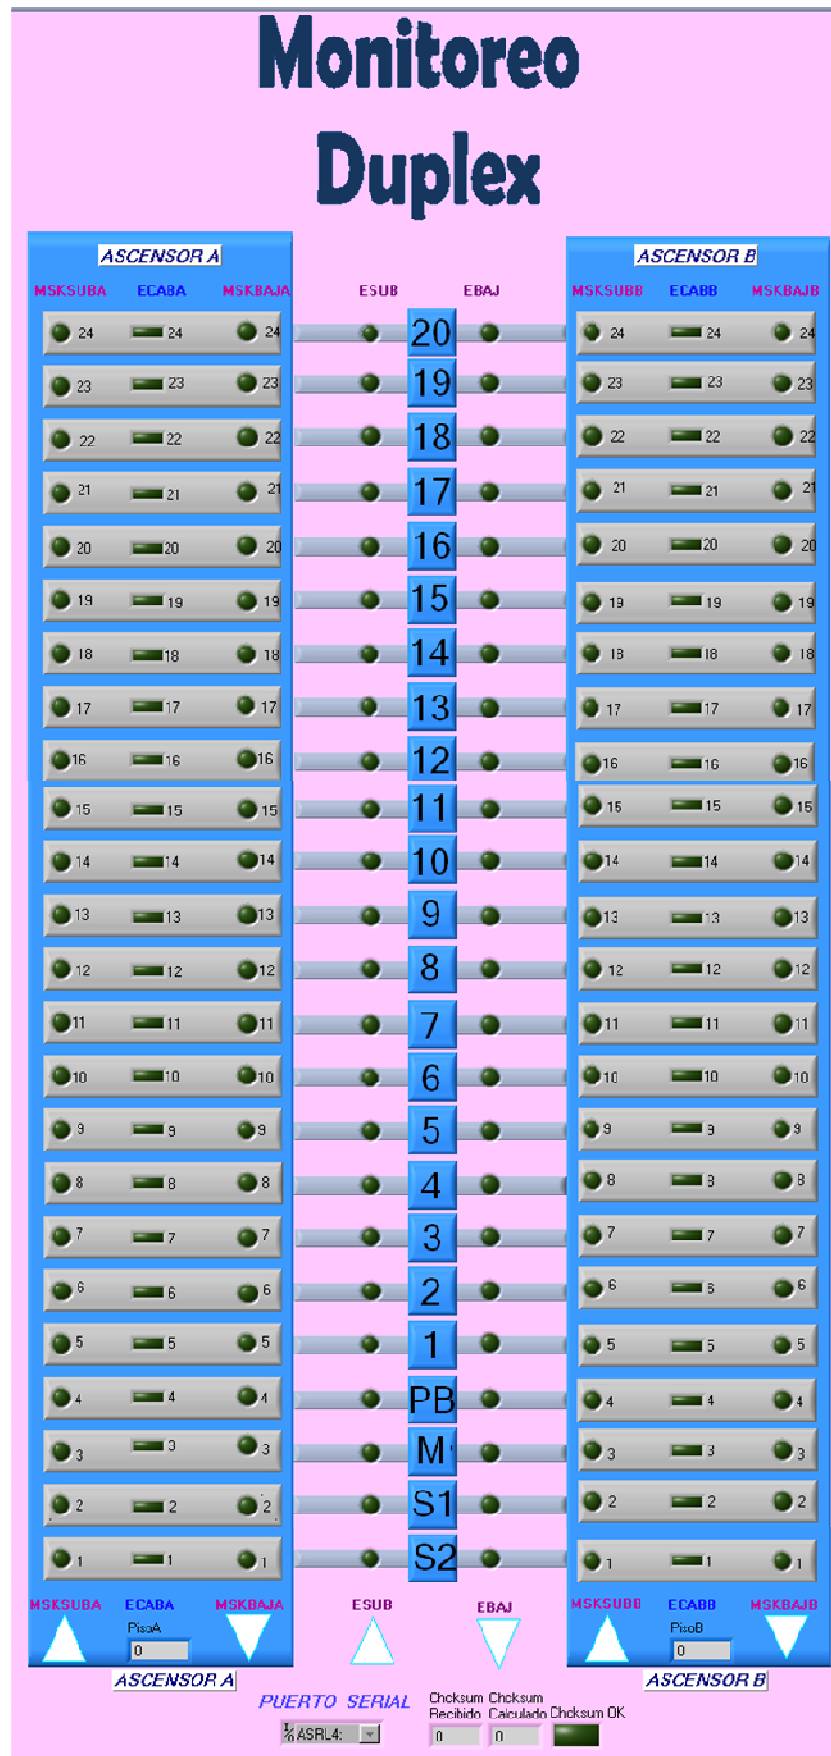 Monitoreo
Duplex
ASCENSOR A
ASCENSOR B
MSKSUBA ECABA MSKBAJA ESUB EBAJ MSKSUBB ECABB MSKBAJB
24 24 24 20 24 24 24
23 23 23 19 23 23 23
22 22 22 18 22 22 22
21 21 21 17 21 21 21
20 20 20 16 20 20 20
19 19 19 15 19 19 19
18 18 18 14 18 18 18
17 17 17 13 17 17 17
16 16 16 12 16 16 16
15 15 15 11 15 15 15
14 14 14 10 14 14 14
13 13 13 9 13 13 13
12 12 12 8 12 12 12
11 11 11 7 11 11 11
10 10 10 6 10 10 10
9 9 9 5 9 9 9
8 8 8 4 8 8 8
7 7 7 3 7 7 7
6 6 6 2 6 6 6
5 5 5 1 5 5 5
4 4 4 PB 4 4 4
3 3 3 M 3 3 3
2 2 2 S1 2 2 2
1 1 1 S2 1 1 1
MSKSUBA ECABA MSKBAJA ESUB EBAJ MSKSUBB ECABB MSKBAJB
PisoA PisoB
0 0
ASCENSOR A ASCENSOR B
PUERTO SERIAL
ASRL4:
Chcksum Recibido
0
Chcksum Calculado
0
Chcksum OK